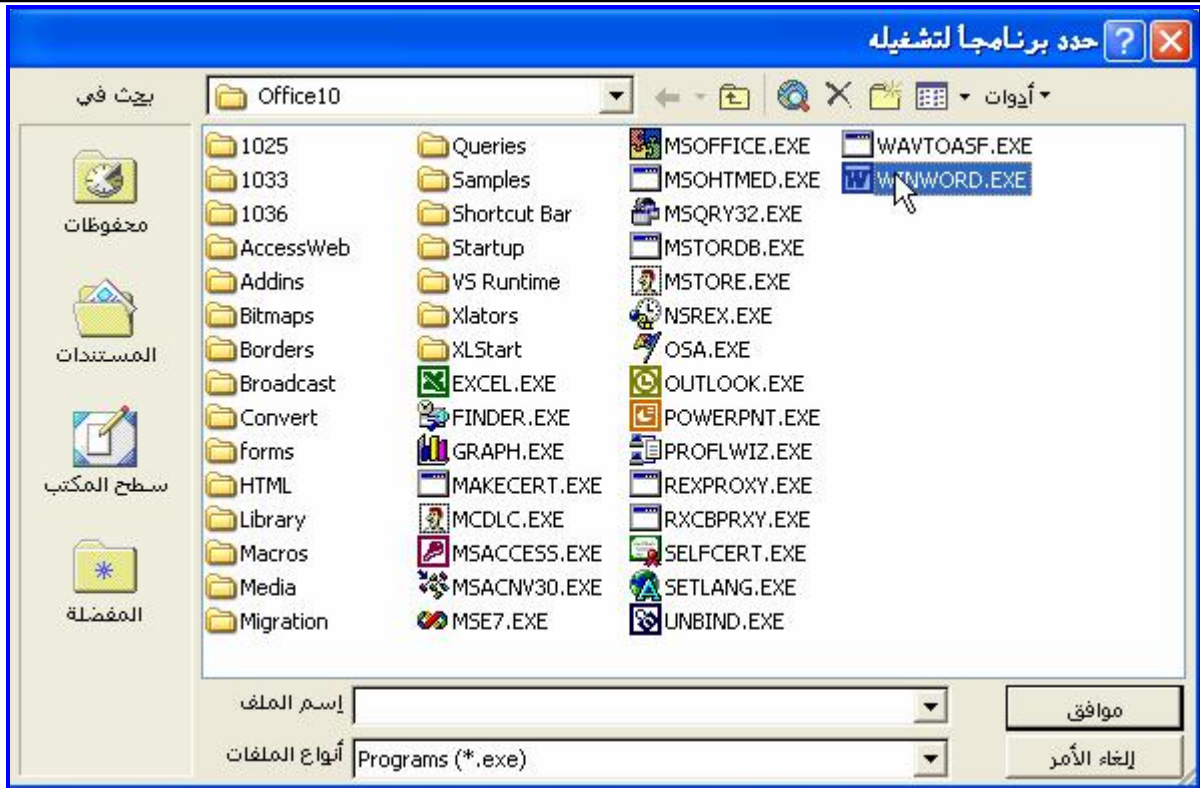 حدد برنامجاً لتشغيله
بحث في
Office10
أدوات
محفوظات
المستندات
سطح المكتب
المفضلة
1025
1033
1036
AccessWeb
Addins
Bitmaps
Borders
Broadcast
Convert
forms
HTML
Library
Macros
Media
Migration
Queries
Samples
Shortcut Bar
Startup
VS Runtime
Xlators
XLStart
EXCEL.EXE
FINDER.EXE
GRAPH.EXE
MAKECERT.EXE
MCDLC.EXE
MSACCESS.EXE
MSACNV30.EXE
MSE7.EXE
MSOFFICE.EXE
MSOHTMED.EXE
MSQRY32.EXE
MSTORDB.EXE
MSTORE.EXE
NSREX.EXE
OSA.EXE
OUTLOOK.EXE
POWERPNT.EXE
PROFLWIZ.EXE
REXPROXY.EXE
RXCBPRXY.EXE
SELFCERT.EXE
SETLANG.EXE
UNBIND.EXE
WAVTOASF.EXE
WINWORD.EXE
إسم الملف
موافق
أنواع الملفات
Programs (*.exe)
إلغاء الأمر